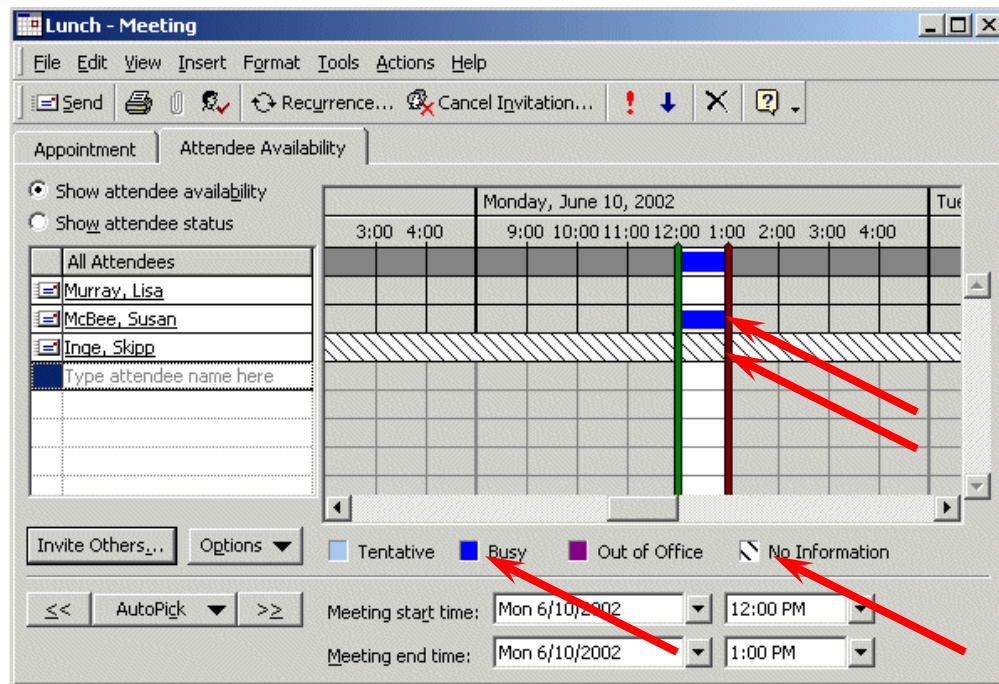 Lunch - Meeting
File Edit View Insert Format Tools Actions Help
Send Recurrence... Cancel Invitation...
Appointment Attendee Availability
Show attendee availability
Show attendee status
Monday, June 10, 2002 Tue
3:00 4:00 9:00 10:00 11:00 12:00 1:00 2:00 3:00 4:00
All Attendees
Murray, Lisa
McBee, Susan
Inge, Skipp
Type attendee name here
Invite Others... Options
Tentative Busy Out of Office No Information
<< AutoPick >>
Meeting start time: Mon 6/10/2002 12:00 PM
Meeting end time: Mon 6/10/2002 1:00 PM